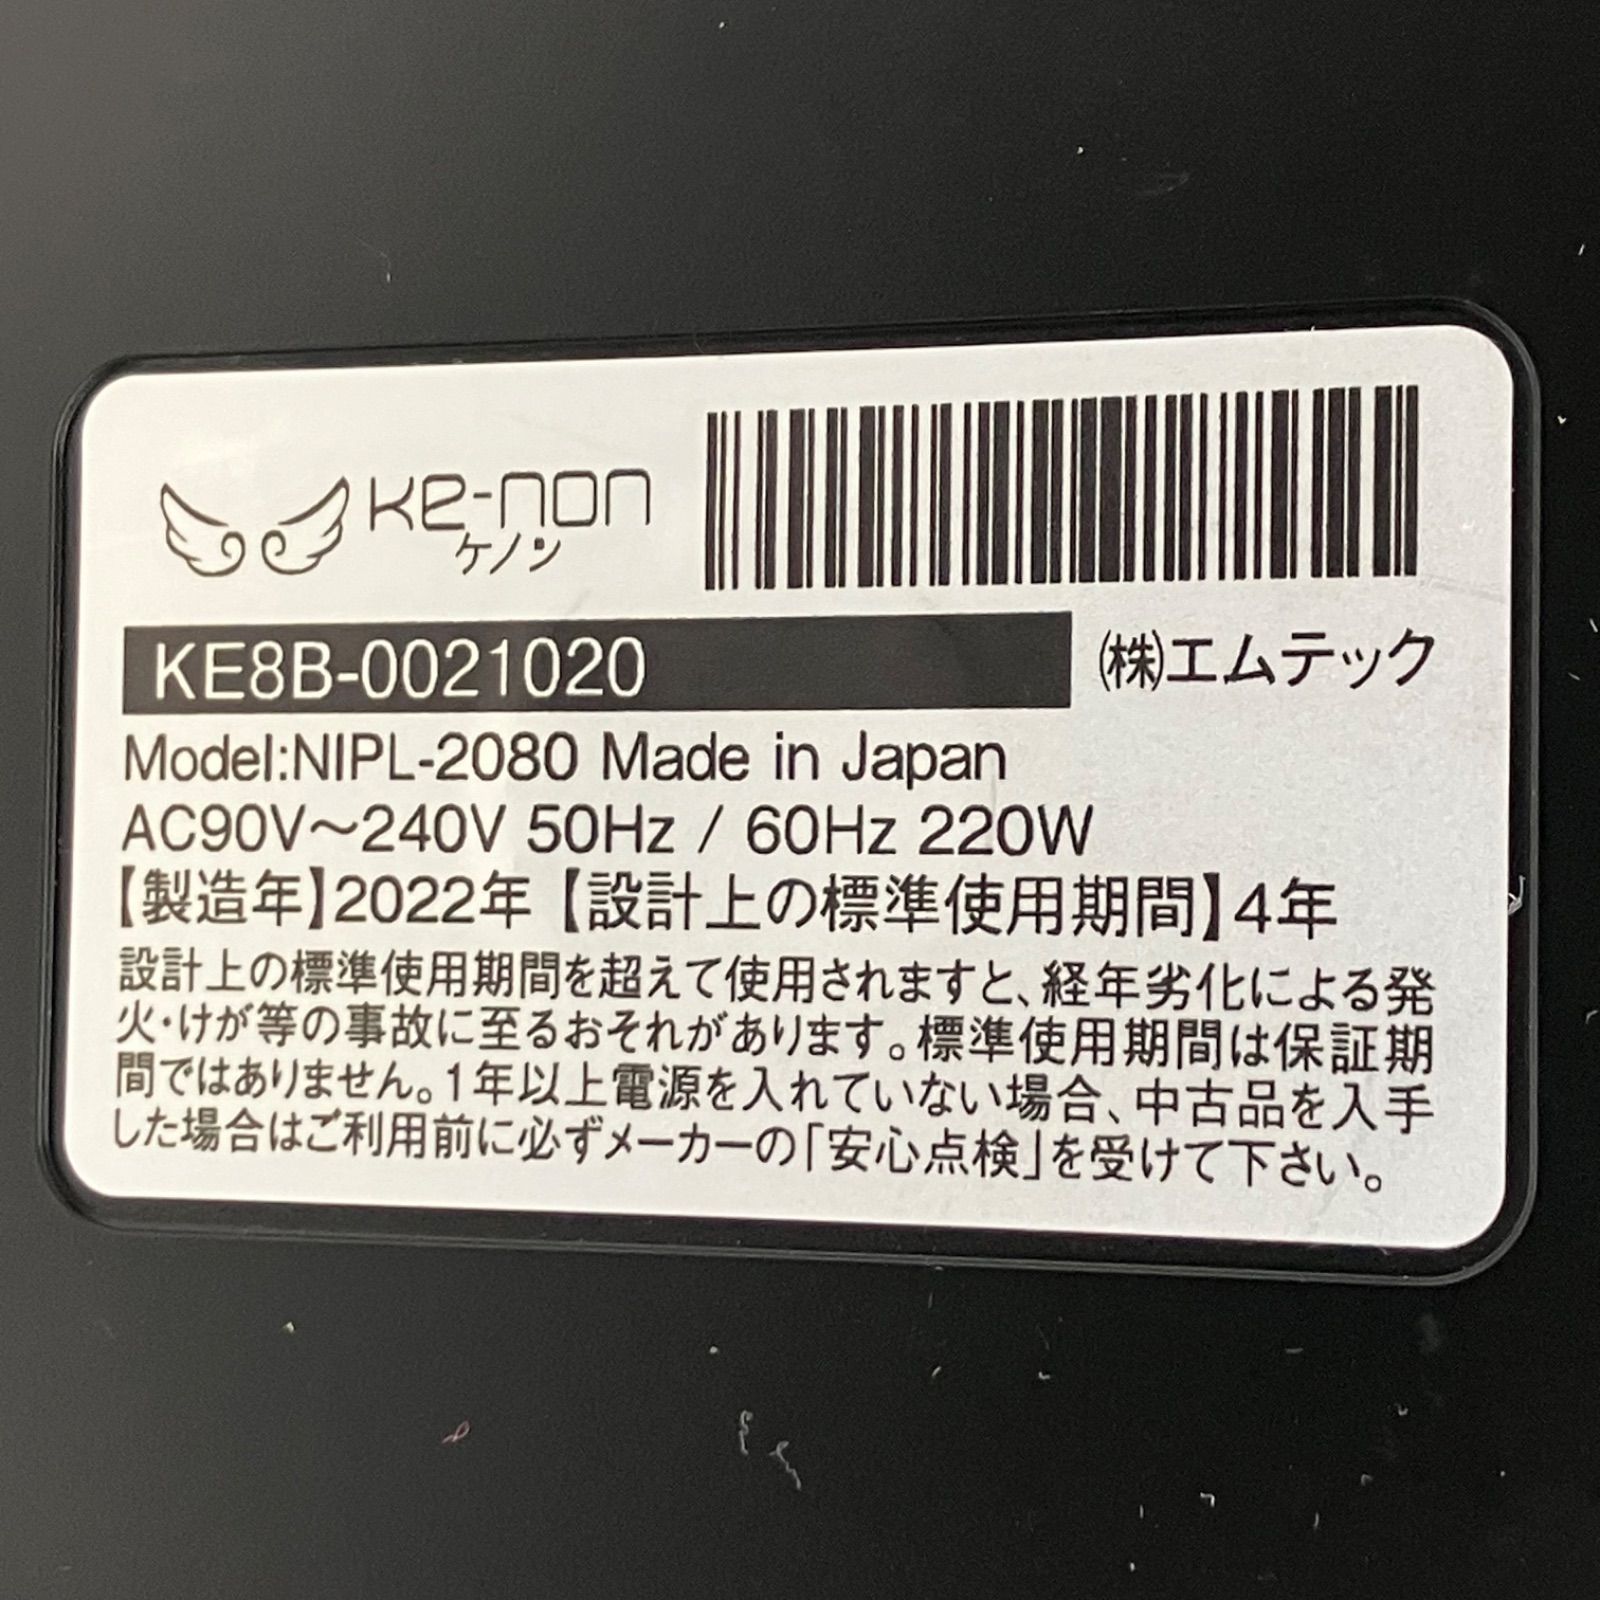 Ke-non
ケノン
KE8B-0021020
㈱エムテック
Model:NIPL-2080 Made in Japan
AC90V～240V 50Hz / 60Hz 220W
【製造年】2022年【設計上の標準使用期間】4年
設計上の標準使用期間を超えて使用されますと、経年劣化による発
火・けが等の事故に至るおそれがあります。標準使用期間は保証期
間ではありません。1年以上電源を入れていない場合、中古品を入手
した場合はご利用前に必ずメーカーの「安心点検」を受けて下さい。